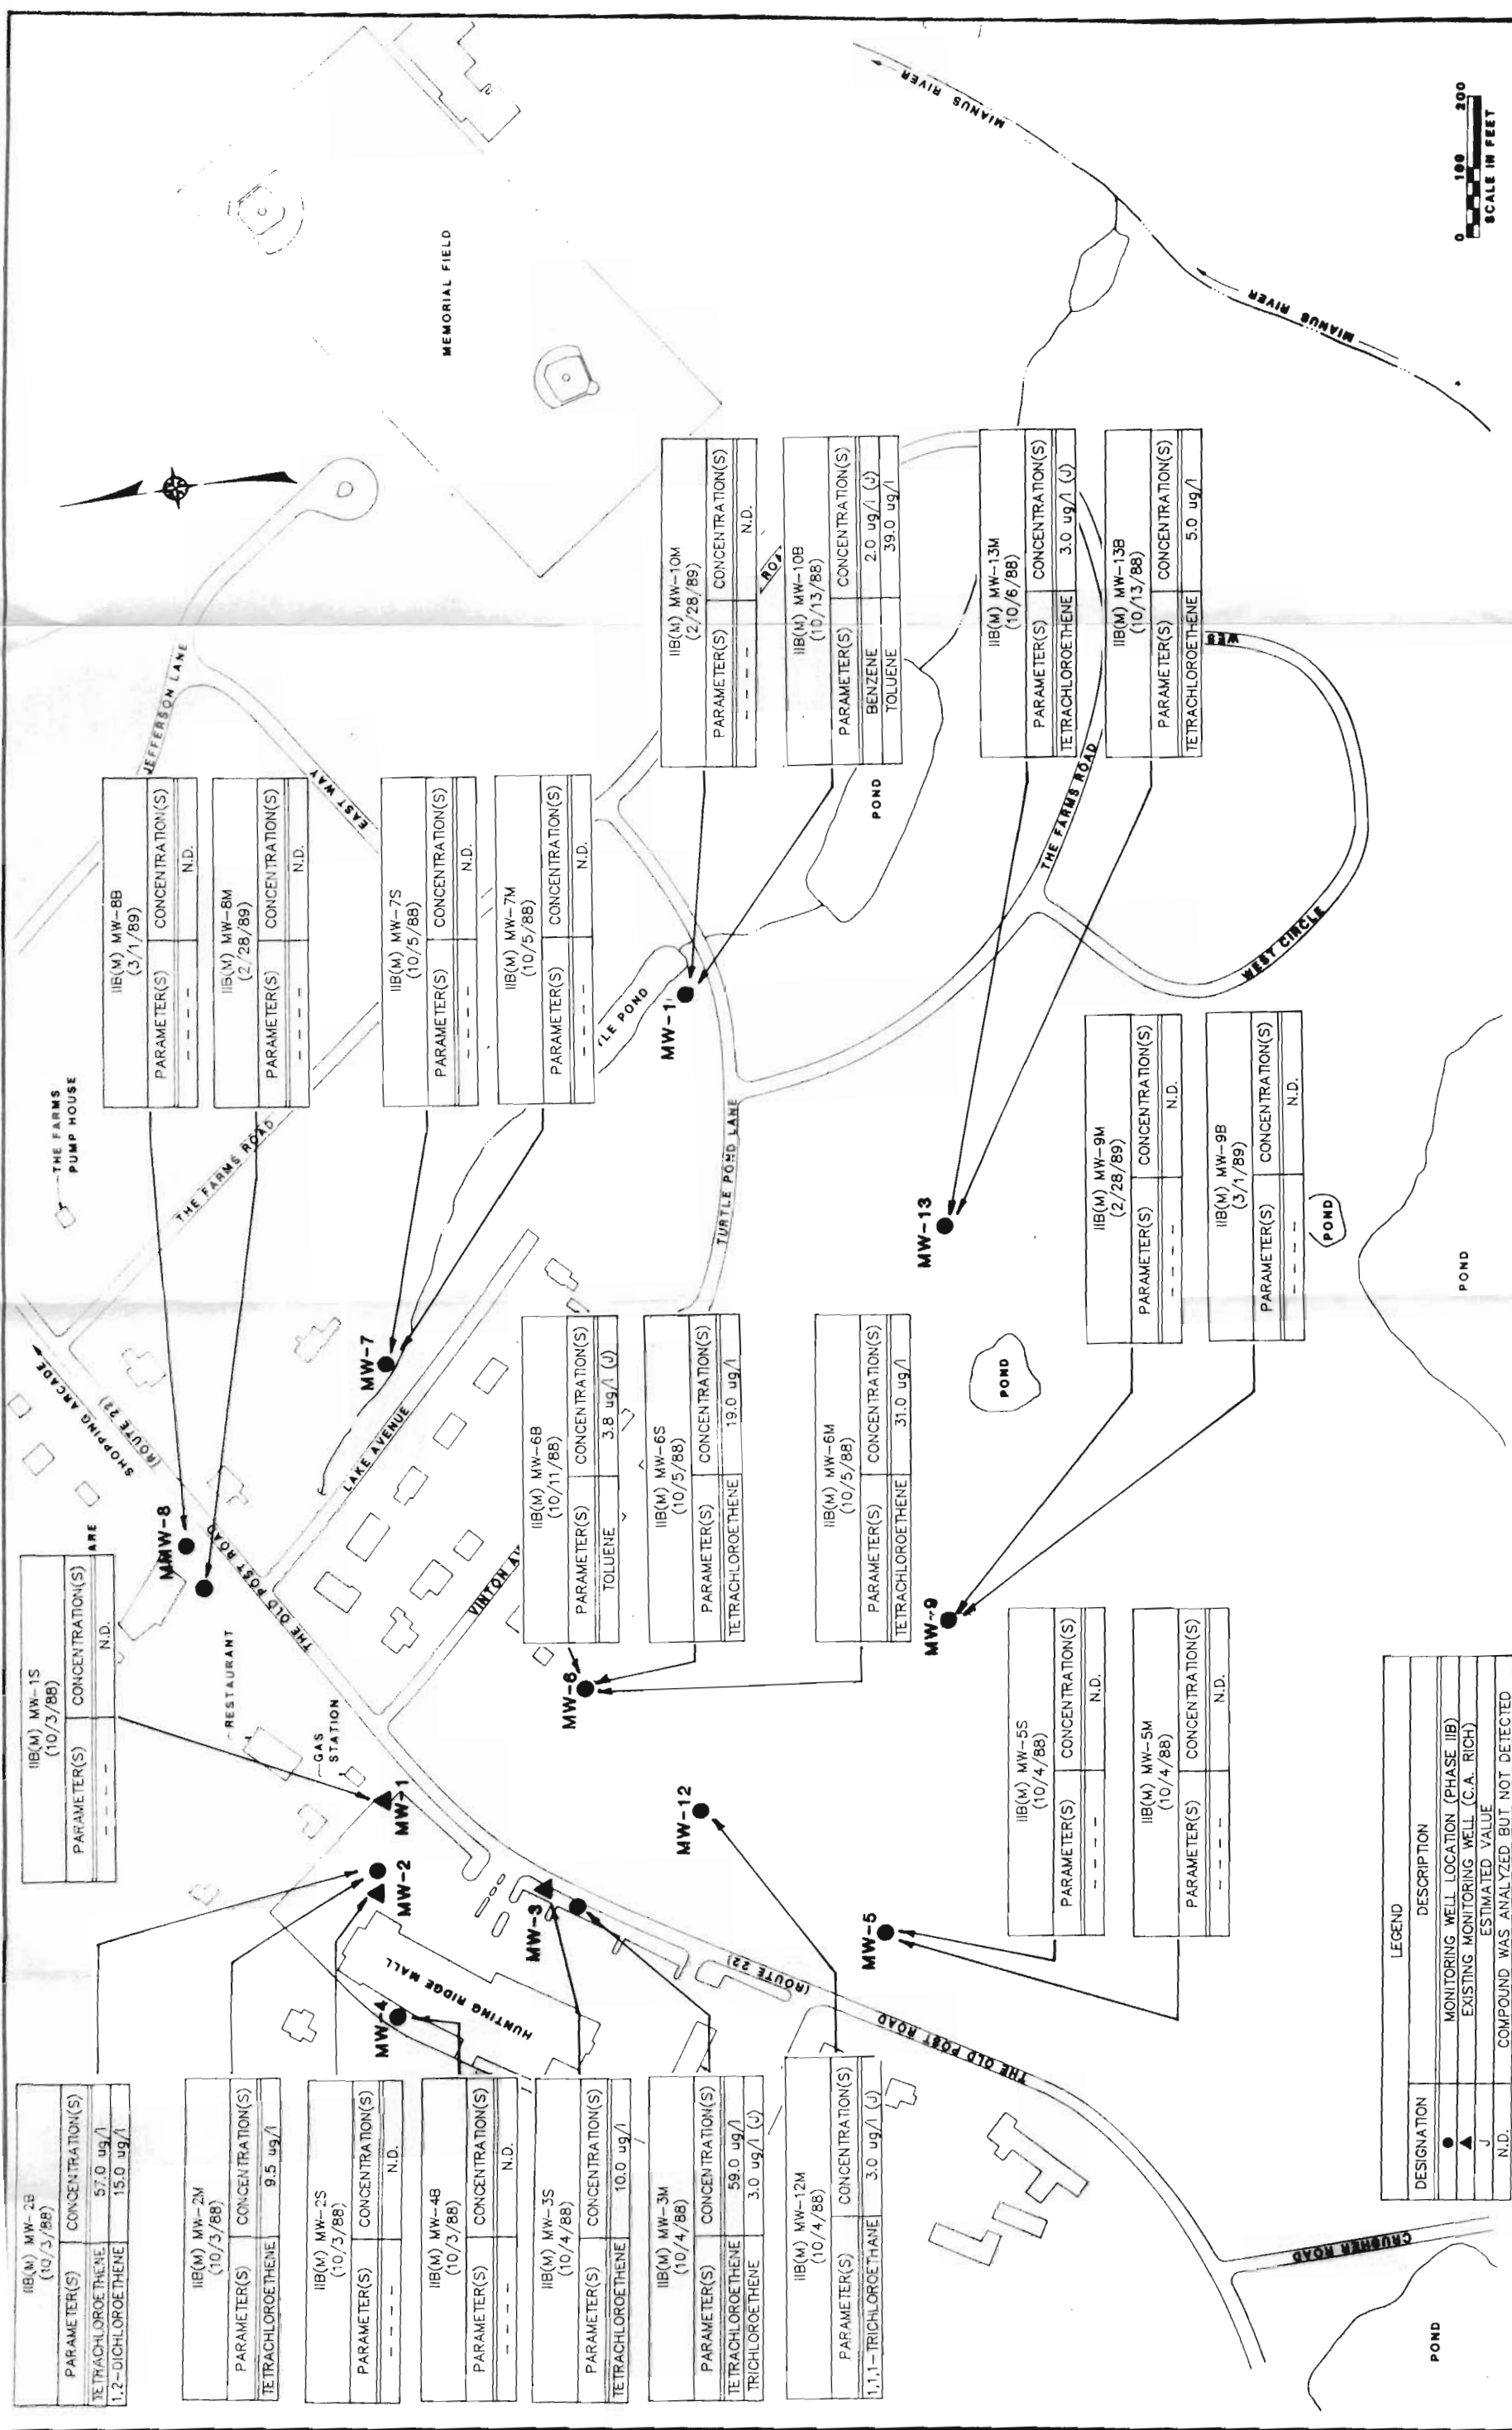 IIB(M) MW-2B
(10/3/88)
PARAMETER(S) CONCENTRATION(S)
TETRACHLOROETHENE 57.0 ug/l
1,2-DICHLOROETHENE 15.0 ug/l
IIB(M) MW-2M
(10/3/88)
PARAMETER(S) CONCENTRATION(S)
TETRACHLOROETHENE 9.5 ug/l
IIB(M) MW-2S
(10/3/88)
PARAMETER(S) CONCENTRATION(S)
- - - - N.D.
IIB(M) MW-4B
(10/3/88)
PARAMETER(S) CONCENTRATION(S)
- - - - N.D.
IIB(M) MW-3S
(10/4/88)
PARAMETER(S) CONCENTRATION(S)
TETRACHLOROETHENE 10.0 ug/l
IIB(M) MW-3M
(10/4/88)
PARAMETER(S) CONCENTRATION(S)
TETRACHLOROETHENE 59.0 ug/l
TRICHLOROETHENE 3.0 ug/l (J)
IIB(M) MW-12M
(10/4/88)
PARAMETER(S) CONCENTRATION(S)
1,1,1-TRICHLOROETHANE 3.0 ug/l (J)
IIB(M) MW-1S
(10/3/88)
PARAMETER(S) CONCENTRATION(S)
- - - - N.D.
ARE
RESTAURANT
GAS
STATION
MW-1
MW-2
MW-3
MW-4
HUNTING RIDGE MALL
MW-12
MW-5
MW-6
MW-9
MW-7
MMW-8
MW-13
MW-1
THE OLD POST ROAD
(ROUTE 22)
SHOPPING ARCADE
THE OLD POST ROAD
(ROUTE 22)
CRUSHER ROAD
POND
VINTON AV
LAKE AVENUE
THE FARMS
PUMP HOUSE
THE FARMS ROAD
IIB(M) MW-6B
(10/11/88)
PARAMETER(S) CONCENTRATION(S)
TOLUENE 3.8 ug/l (J)
IIB(M) MW-6S
(10/5/88)
PARAMETER(S) CONCENTRATION(S)
TETRACHLOROETHENE 19.0 ug/l
IIB(M) MW-6M
(10/5/88)
PARAMETER(S) CONCENTRATION(S)
TETRACHLOROETHENE 31.0 ug/l
IIB(M) MW-5S
(10/4/88)
PARAMETER(S) CONCENTRATION(S)
- - - - N.D.
IIB(M) MW-5M
(10/4/88)
PARAMETER(S) CONCENTRATION(S)
- - - - N.D.
IIB(M) MW-8B
(3/1/89)
PARAMETER(S) CONCENTRATION(S)
- - - - N.D.
IIB(M) MW-8M
(2/28/89)
PARAMETER(S) CONCENTRATION(S)
- - - - N.D.
IIB(M) MW-7S
(10/5/88)
PARAMETER(S) CONCENTRATION(S)
- - - - N.D.
IIB(M) MW-7M
(10/5/88)
PARAMETER(S) CONCENTRATION(S)
- - - - N.D.
IIB(M) MW-9M
(2/28/89)
PARAMETER(S) CONCENTRATION(S)
- - - - N.D.
IIB(M) MW-9B
(3/1/89)
PARAMETER(S) CONCENTRATION(S)
- - - - N.D.
POND
POND
POND
TLE POND
TURTLE POND LANE
JEFFERSON LANE
EAST WAY
IIB(M) MW-10M
(2/28/89)
PARAMETER(S) CONCENTRATION(S)
- - - - N.D.
ROA
IIB(M) MW-10B
(10/13/88)
PARAMETER(S) CONCENTRATION(S)
BENZENE 2.0 ug/l (J)
TOLUENE 39.0 ug/l
POND
IIB(M) MW-13M
(10/6/88)
PARAMETER(S) CONCENTRATION(S)
TETRACHLOROETHENE 3.0 ug/l (J)
IIB(M) MW-13B
(10/13/88)
PARAMETER(S) CONCENTRATION(S)
TETRACHLOROETHENE 5.0 ug/l
THE FARMS ROAD
WEST CIRCLE
WES
MEMORIAL FIELD
MIANUS RIVER
MIANUS RIVER
0 100 200
SCALE IN FEET
LEGEND
DESIGNATION DESCRIPTION
● MONITORING WELL LOCATION (PHASE IIB)
▲ EXISTING MONITORING WELL (C.A. RICH)
J ESTIMATED VALUE
N.D. COMPOUND WAS ANALYZED BUT NOT DETECTED